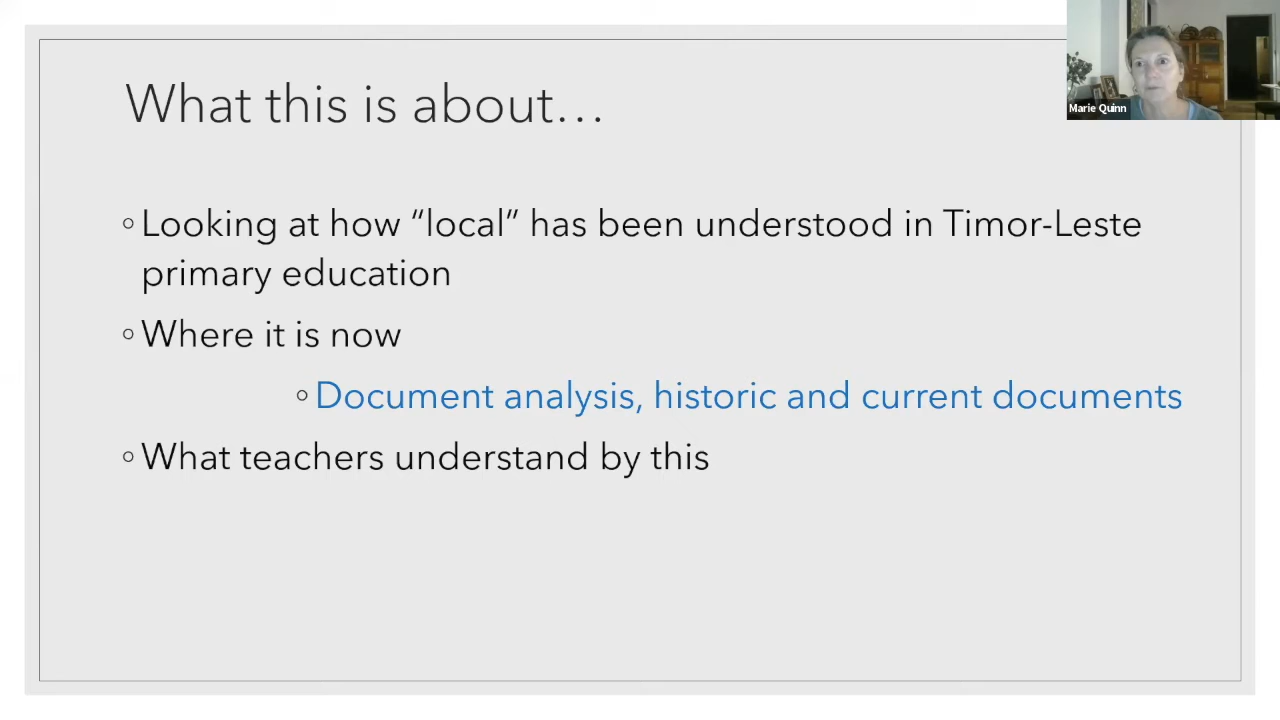 What this is about…
Marie Quinn
◦Looking at how “local” has been understood in Timor-Leste
primary education
◦Where it is now
◦Document analysis, historic and current documents
◦What teachers understand by this